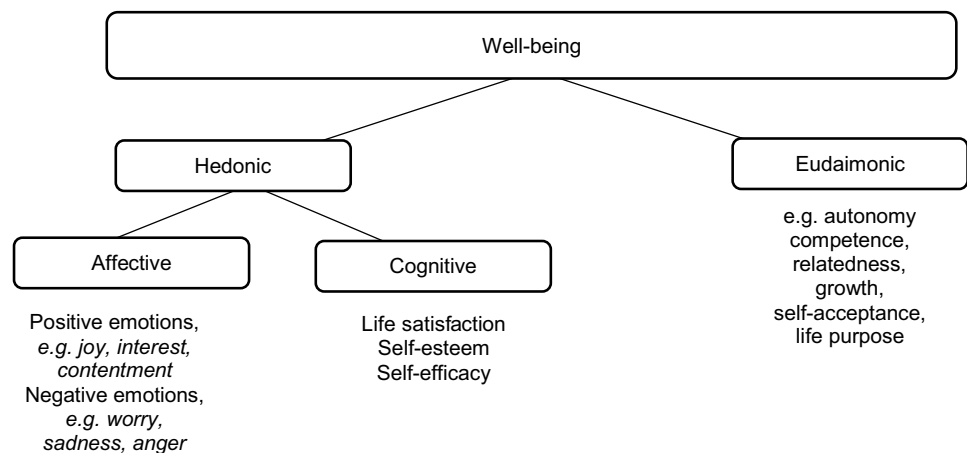 Well-being
Hedonic
Eudaimonic
Affective
Cognitive
e.g. autonomy
competence,
relatedness,
growth,
self-acceptance,
life purpose
Positive emotions,
e.g. joy, interest,
contentment
Negative emotions,
e.g. worry,
sadness, anger
Life satisfaction
Self-esteem
Self-efficacy